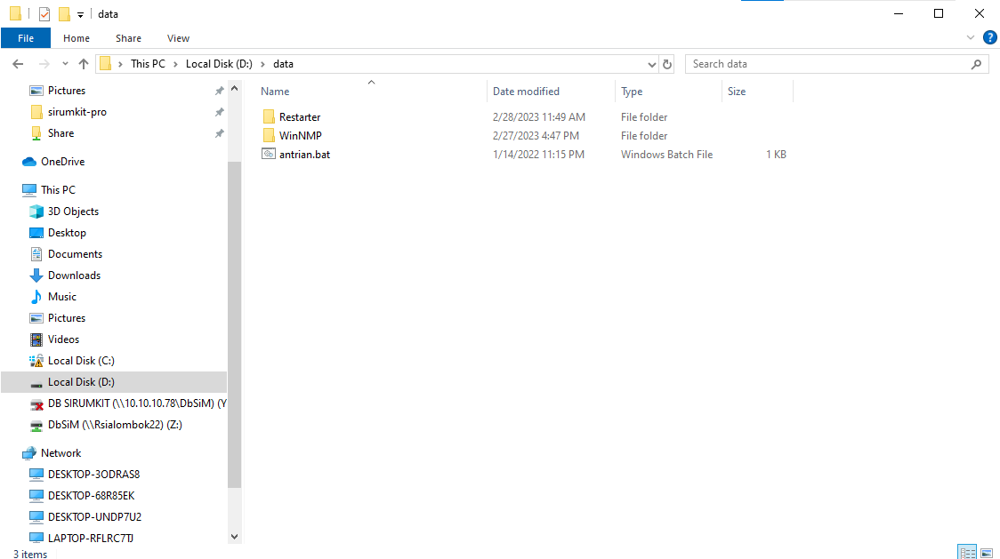 data
File Home Share View
This PC Local Disk (D:) data Search data
Pictures
sirumkit-pro
Share
OneDrive
This PC
3D Objects
Desktop
Documents
Downloads
Music
Pictures
Videos
Local Disk (C:)
Local Disk (D:)
DB SIRUMKIT (\\10.10.10.78\DbSiM) (Y
DbSiM (\\Rsialombok22) (Z:)
Network
DESKTOP-3ODRAS8
DESKTOP-68R85EK
DESKTOP-UNDP7U2
LAPTOP-RFLRC7TJ
Name Date modified Type Size
Restarter 2/28/2023 11:49 AM File folder
WinNMP 2/27/2023 4:47 PM File folder
antrian.bat 1/14/2022 11:15 PM Windows Batch File 1 KB
3 items